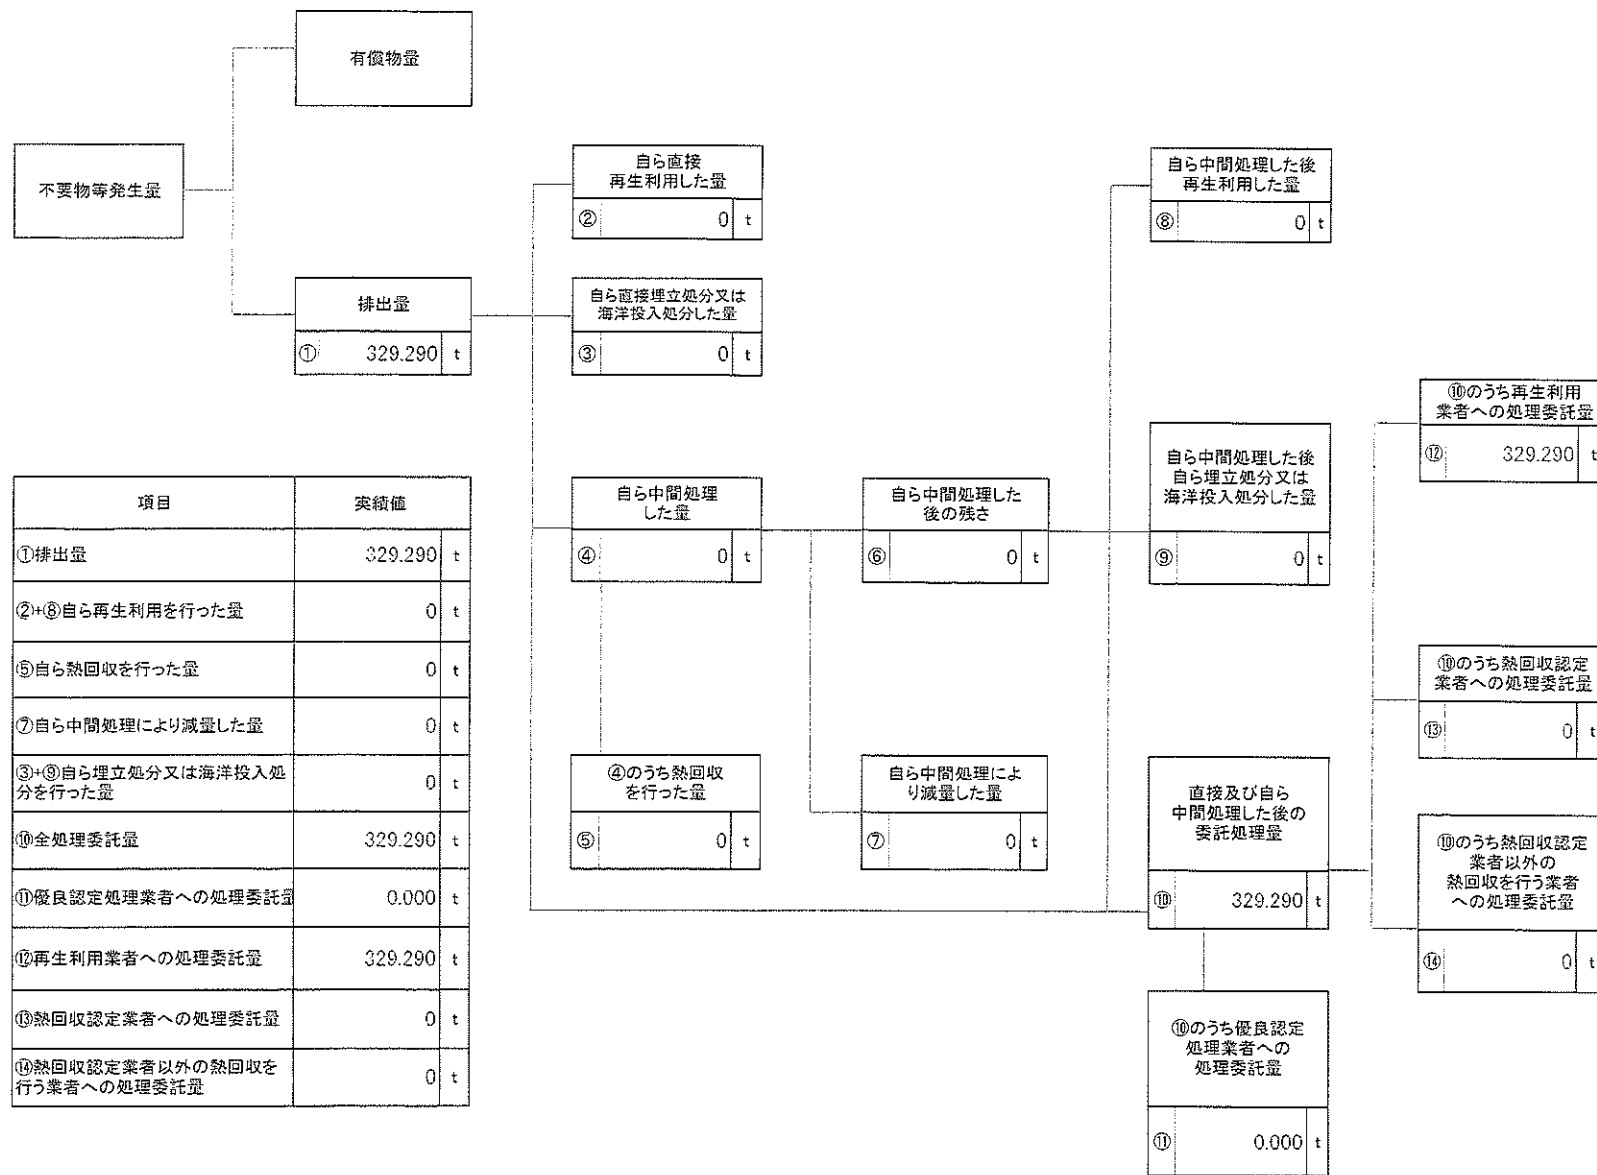 有償物量
不要物等発生量
排出量
① 329.290 t
自ら直接
再生利用した量
② 0 t
自ら直接埋立処分又は
海洋投入処分した量
③ 0 t
自ら中間処理
した量
④ 0 t
④のうち熱回収
を行った量
⑤ 0 t
自ら中間処理した
後の残さ
⑥ 0 t
自ら中間処理によ
り減量した量
⑦ 0 t
自ら中間処理した後
再生利用した量
⑧ 0 t
自ら中間処理した後
自ら埋立処分又は
海洋投入処分した量
⑨ 0 t
直接及び自ら
中間処理した後の
委託処理量
⑩ 329.290 t
⑩のうち優良認定
処理業者への
処理委託量
⑪ 0.000 t
⑩のうち再生利用
業者への処理委託量
⑫ 329.290 t
⑩のうち熱回収認定
業者への処理委託量
⑬ 0 t
⑩のうち熱回収認定
業者以外の
熱回収を行う業者
への処理委託量
⑭ 0 t
項目 実績値
①排出量 329.290 t
②+⑧自ら再生利用を行った量 0 t
⑤自ら熱回収を行った量 0 t
⑦自ら中間処理により減量した量 0 t
③+⑨自ら埋立処分又は海洋投入処
分を行った量 0 t
⑩全処理委託量 329.290 t
⑪優良認定処理業者への処理委託量 0.000 t
⑫再生利用業者への処理委託量 329.290 t
⑬熱回収認定業者への処理委託量 0 t
⑭熱回収認定業者以外の熱回収を
行う業者への処理委託量 0 t